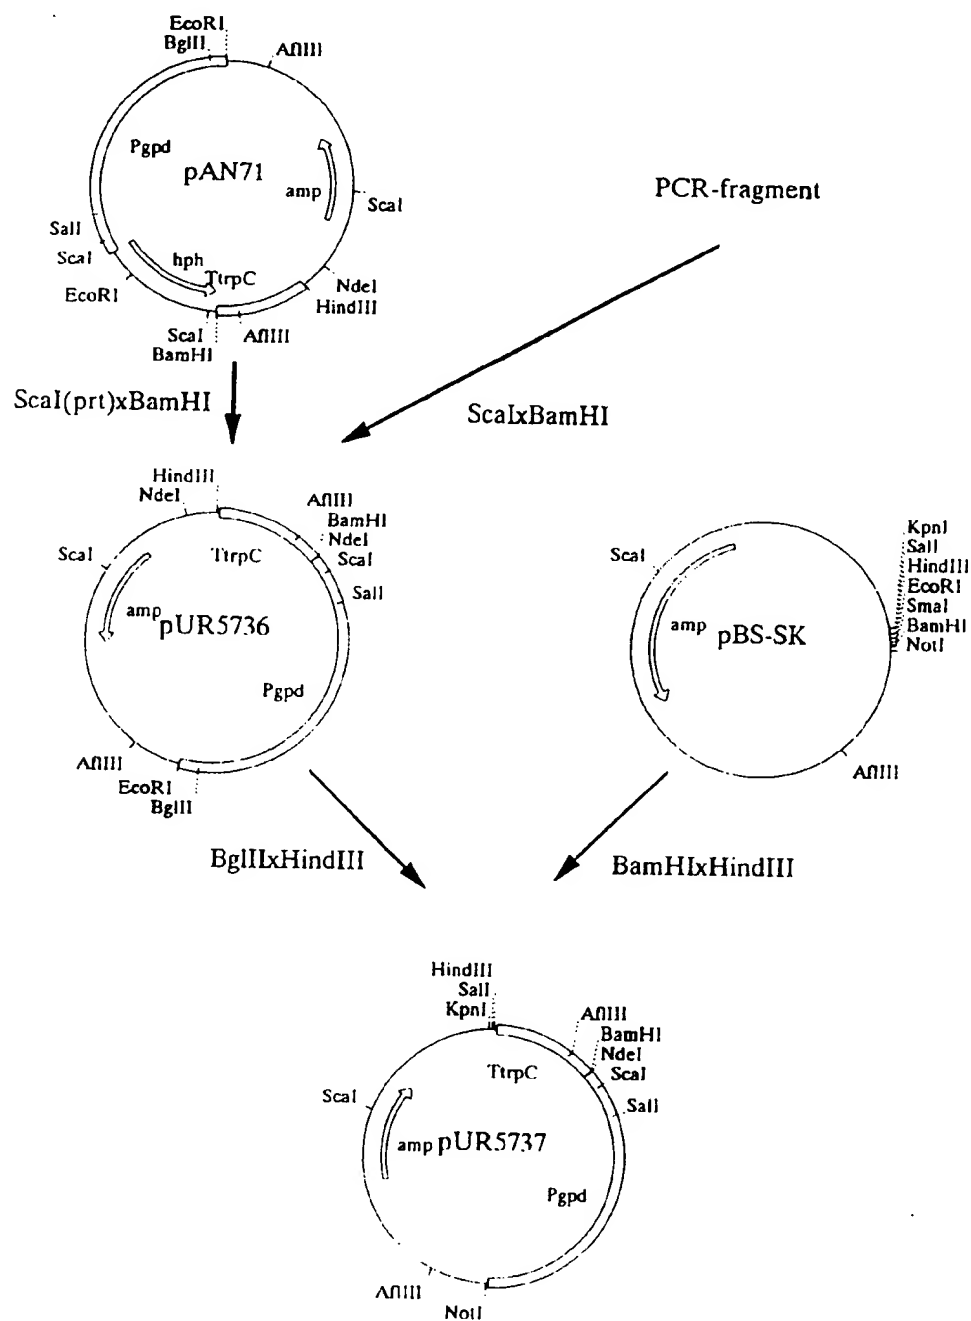 EcoRI
BglII
AflIII
Pgpd
pAN71
amp
ScaI
SalI
ScaI
hph
TtrpC
EcoRI
NdeI
HindIII
ScaI
AflIII
BamHI
PCR-fragment
ScaI(prt)xBamHI
ScaIxBamHI
HindIII
NdeI
AflIII
BamHI
NdeI
ScaI
TtrpC
ScaI
SalI
amp
pUR5736
Pgpd
AflIII
EcoRI
BglII
KpnI
SalI
HindIII
EcoRI
SmaI
BamHI
NotI
ScaI
amp
pBS-SK
AflIII
BglIIxHindIII
BamHIxHindIII
HindIII
SalI
KpnI
AflIII
BamHI
NdeI
TtrpC
ScaI
ScaI
SalI
amp
pUR5737
Pgpd
AflIII
NotI